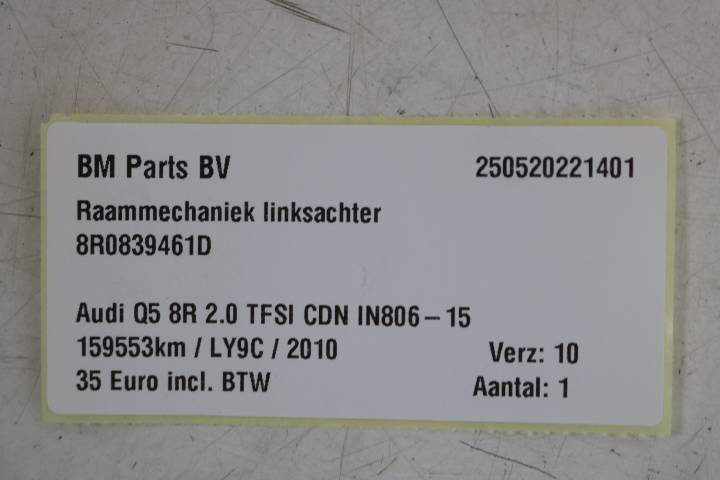 BM Parts BV 250520221401
Raammechaniek linksachter
8R0839461D
Audi Q5 8R 2.0 TFSI CDN IN806-15
159553km / LY9C / 2010 Verz: 10
35 Euro incl. BTW Aantal: 1